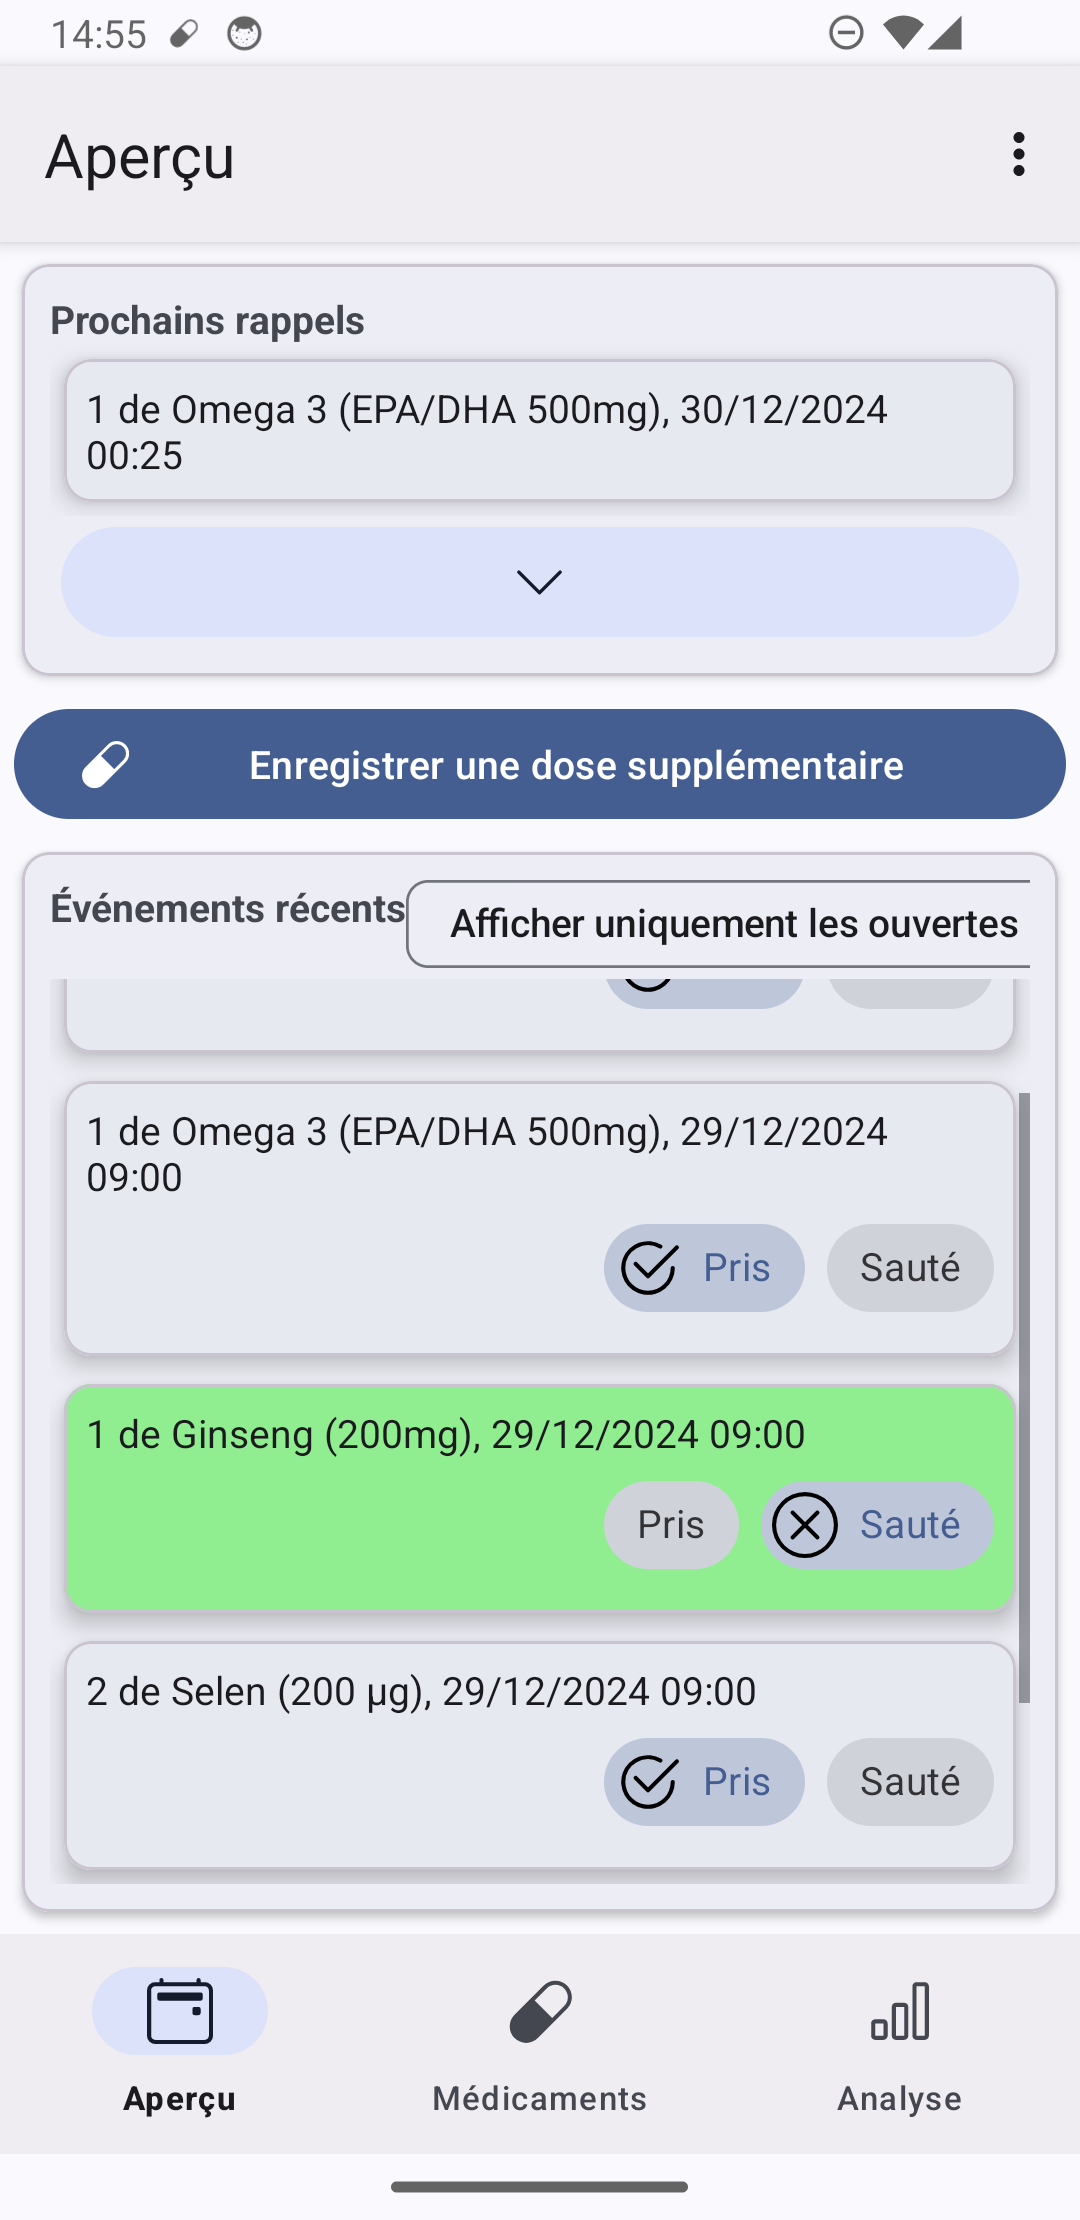 14:55
Aperçu
Prochains rappels
1 de Omega 3 (EPA/DHA 500mg), 30/12/2024
00:25
Enregistrer une dose supplémentaire
Événements récents
Afficher uniquement les ouvertes
1 de Omega 3 (EPA/DHA 500mg), 29/12/2024
09:00
Pris Sauté
1 de Ginseng (200mg), 29/12/2024 09:00
Pris Sauté
2 de Selen (200 µg), 29/12/2024 09:00
Pris Sauté
Aperçu Médicaments Analyse